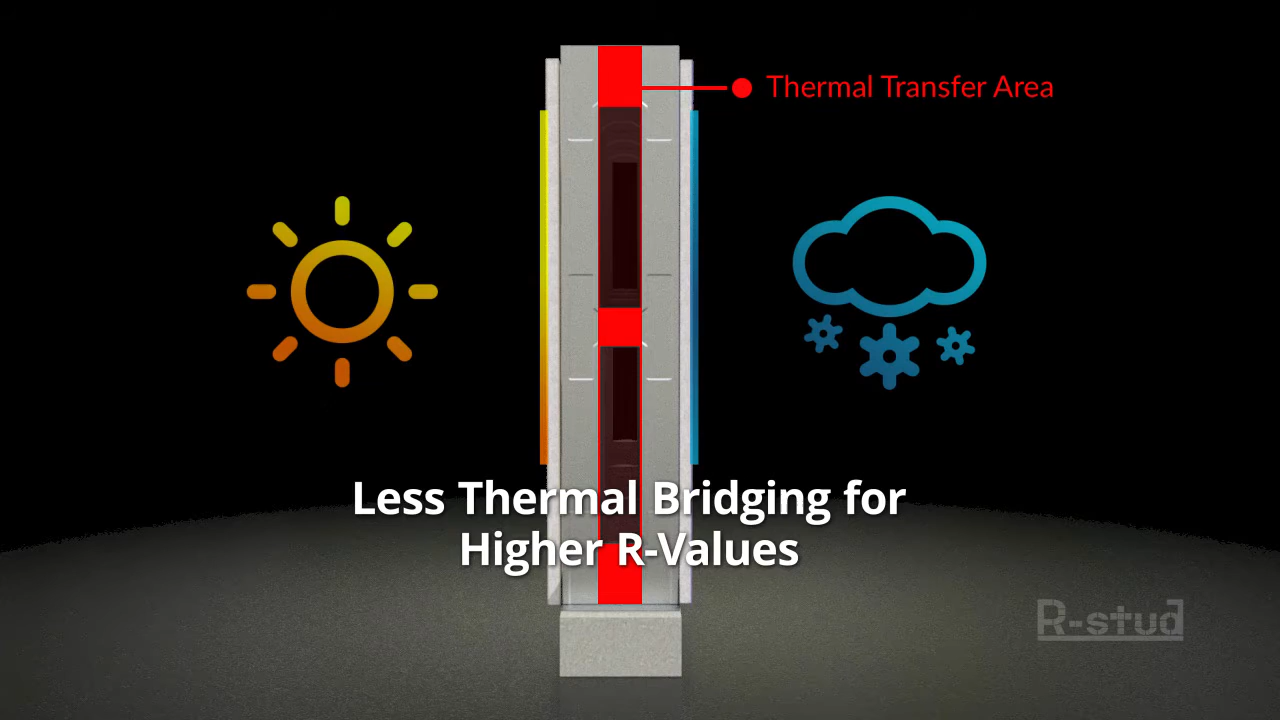 Thermal Transfer Area
Less Thermal Bridging for
Higher R-Values
R-stud